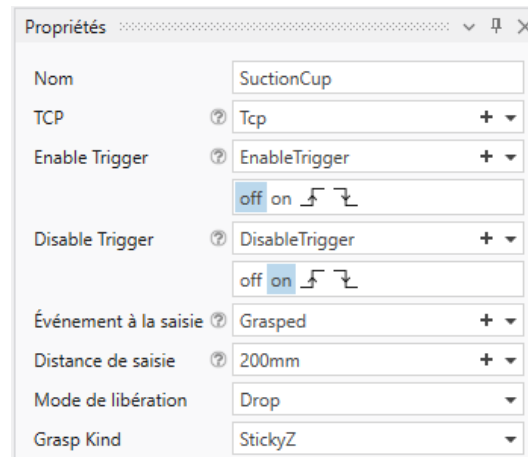 Propriétés
Nom SuctionCup
TCP Tcp
Enable Trigger EnableTrigger
off on
Disable Trigger DisableTrigger
off on
Événement à la saisie Grasped
Distance de saisie 200mm
Mode de libération Drop
Grasp Kind StickyZ